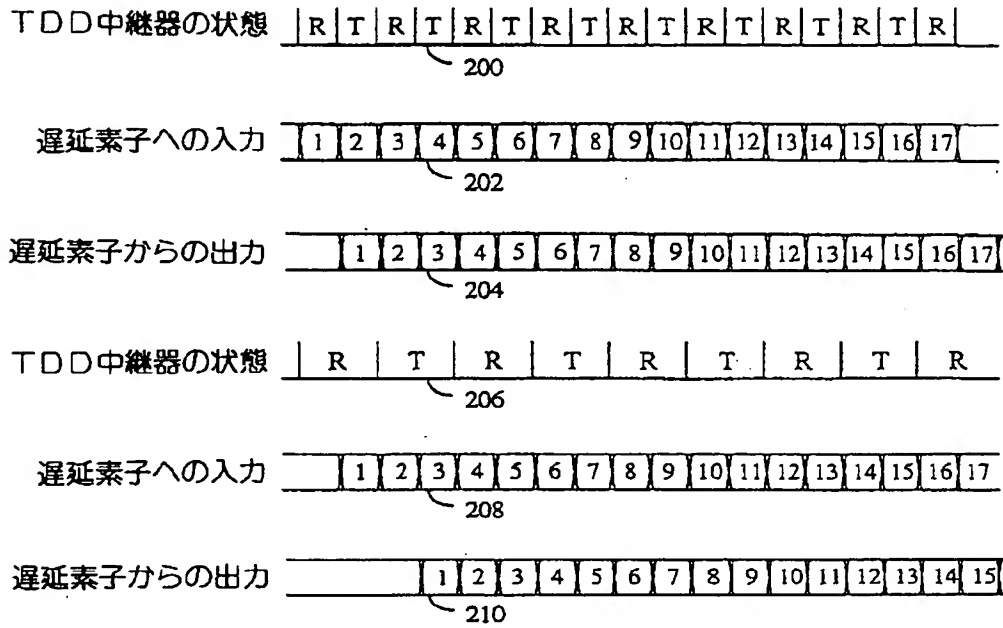 TDD中継器の状態 R T R T R T R T R T R T R T R T R
200
遅延素子への入力 1 2 3 4 5 6 7 8 9 10 11 12 13 14 15 16 17
202
遅延素子からの出力 1 2 3 4 5 6 7 8 9 10 11 12 13 14 15 16 17
204
TDD中継器の状態 R T R T R T R T R
206
遅延素子への入力 1 2 3 4 5 6 7 8 9 10 11 12 13 14 15 16 17
208
遅延素子からの出力 1 2 3 4 5 6 7 8 9 10 11 12 13 14 15
210